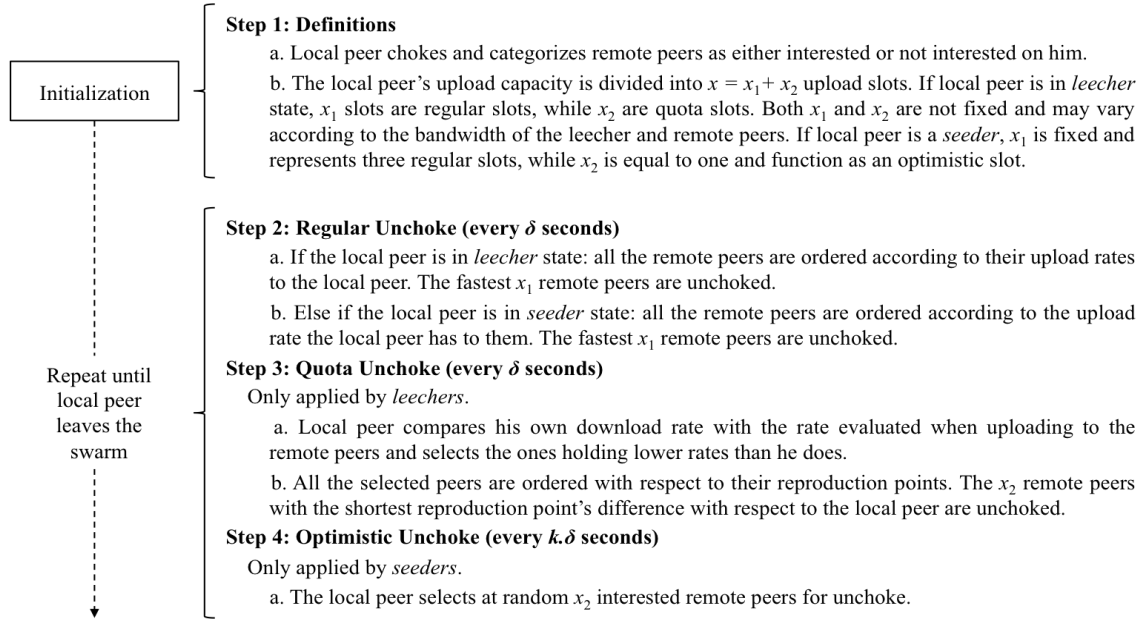 Initialization
Repeat until
local peer
leaves the
swarm
Step 1: Definitions
a. Local peer chokes and categorizes remote peers as either interested or not interested on him.
b. The local peer's upload capacity is divided into x = x₁+ x₂ upload slots. If local peer is in leecher
state, x₁ slots are regular slots, while x₂ are quota slots. Both x₁ and x₂ are not fixed and may vary
according to the bandwidth of the leecher and remote peers. If local peer is a seeder, x₁ is fixed and
represents three regular slots, while x₂ is equal to one and function as an optimistic slot.
Step 2: Regular Unchoke (every δ seconds)
a. If the local peer is in leecher state: all the remote peers are ordered according to their upload rates
to the local peer. The fastest x₁ remote peers are unchoked.
b. Else if the local peer is in seeder state: all the remote peers are ordered according to the upload
rate the local peer has to them. The fastest x₁ remote peers are unchoked.
Step 3: Quota Unchoke (every δ seconds)
Only applied by leechers.
a. Local peer compares his own download rate with the rate evaluated when uploading to the
remote peers and selects the ones holding lower rates than he does.
b. All the selected peers are ordered with respect to their reproduction points. The x₂ remote peers
with the shortest reproduction point's difference with respect to the local peer are unchoked.
Step 4: Optimistic Unchoke (every k.δ seconds)
Only applied by seeders.
a. The local peer selects at random x₂ interested remote peers for unchoke.